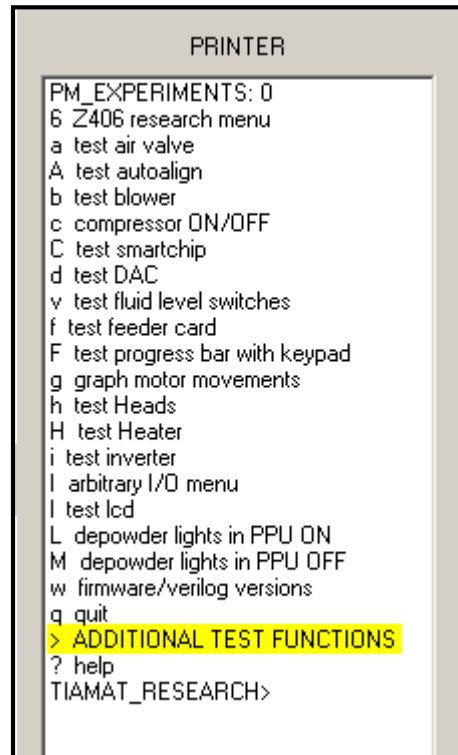 PRINTER
PM_EXPERIMENTS: 0
6 Z406 research menu
a test air valve
A test autoalign
b test blower
c compressor ON/OFF
C test smartchip
d test DAC
v test fluid level switches
f test feeder card
F test progress bar with keypad
g graph motor movements
h test Heads
H test Heater
i test inverter
I arbitrary I/O menu
l test lcd
L depowder lights in PPU ON
M depowder lights in PPU OFF
w firmware/verilog versions
q quit
> ADDITIONAL TEST FUNCTIONS
? help
TIAMAT_RESEARCH>